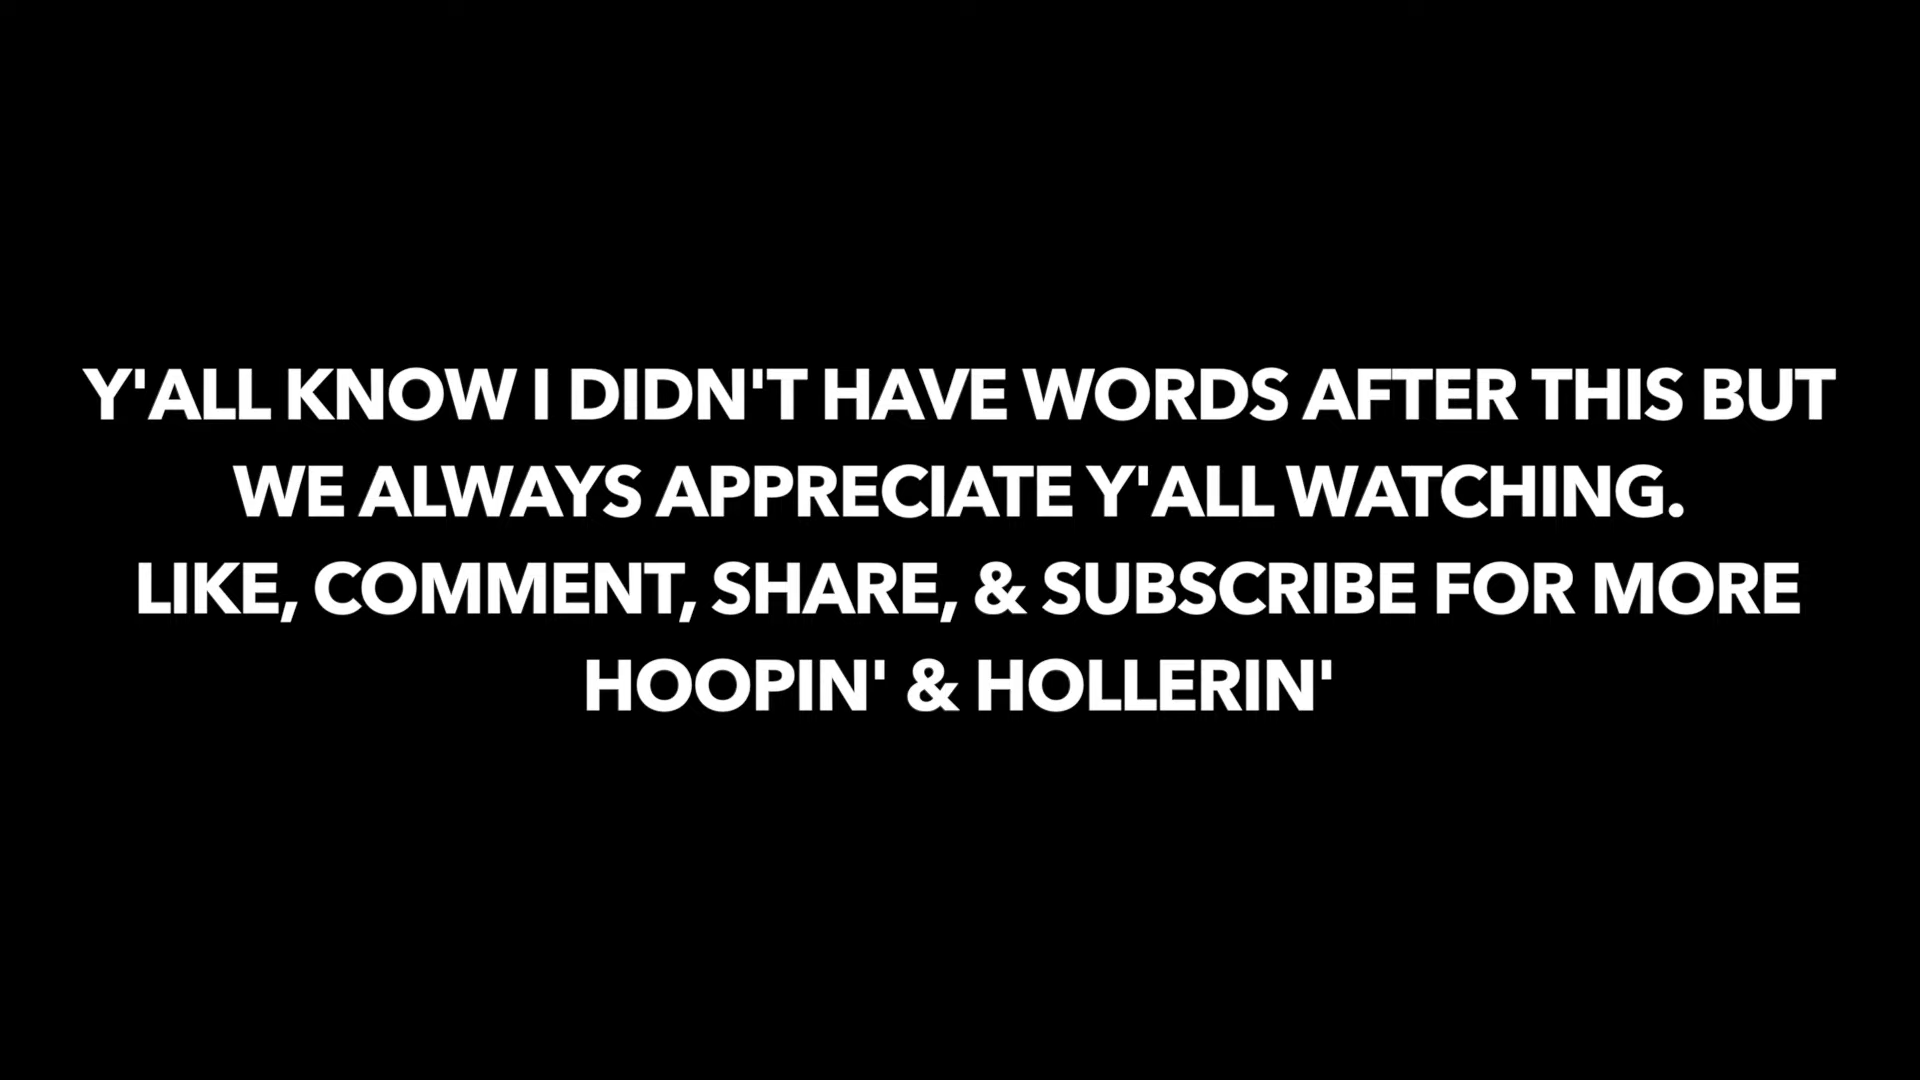 Y'ALL KNOW I DIDN'T HAVE WORDS AFTER THIS BUT
WE ALWAYS APPRECIATE Y'ALL WATCHING.
LIKE, COMMENT, SHARE, & SUBSCRIBE FOR MORE
HOOPIN' & HOLLERIN'